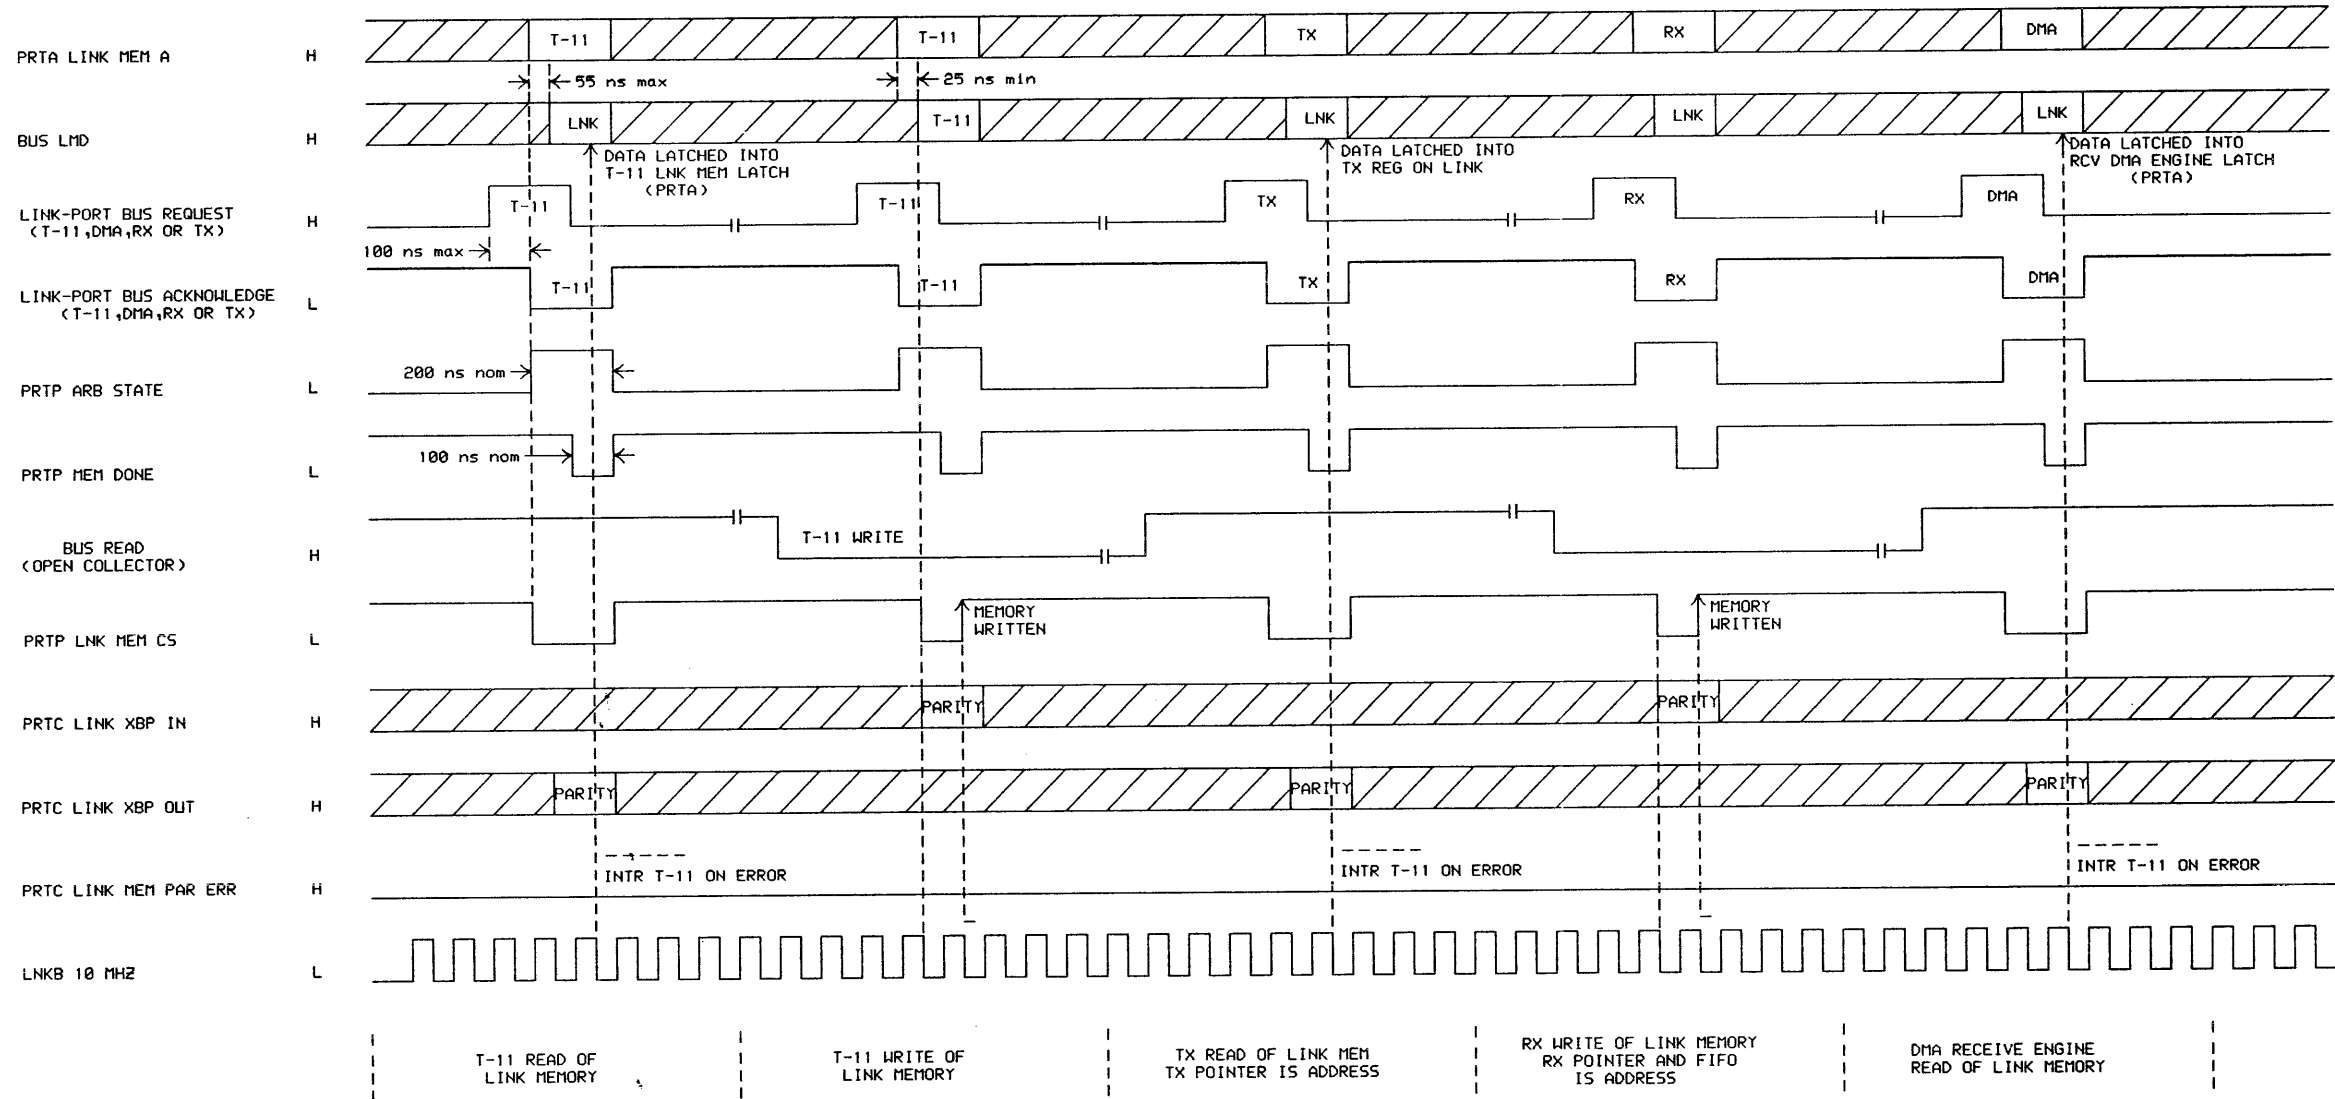 PRTA LINK MEM A H T-11 T-11 TX RX DMA
55 ns max 25 ns min
BUS LMD H LNK T-11 LNK LNK LNK
DATA LATCHED INTO
T-11 LNK MEM LATCH
(PRTA)
DATA LATCHED INTO
TX REG ON LINK
DATA LATCHED INTO
RCV DMA ENGINE LATCH
(PRTA)
LINK-PORT BUS REQUEST
(T-11,DMA,RX OR TX) H T-11 T-11 TX RX DMA
100 ns max
LINK-PORT BUS ACKNOWLEDGE
(T-11,DMA,RX OR TX) L T-11 T-11 TX RX DMA
200 ns nom
PRTP ARB STATE L
100 ns nom
PRTP MEM DONE L
BUS READ
(OPEN COLLECTOR) H T-11 WRITE
PRTP LNK MEM CS L
MEMORY
WRITTEN
MEMORY
WRITTEN
PRTC LINK XBP IN H PARITY PARITY
PRTC LINK XBP OUT H PARITY PARITY PARITY
PRTC LINK MEM PAR ERR H
INTR T-11 ON ERROR INTR T-11 ON ERROR INTR T-11 ON ERROR
LNKB 10 MHZ L
T-11 READ OF
LINK MEMORY
T-11 WRITE OF
LINK MEMORY
TX READ OF LINK MEM
TX POINTER IS ADDRESS
RX WRITE OF LINK MEMORY
RX POINTER AND FIFO
IS ADDRESS
DMA RECEIVE ENGINE
READ OF LINK MEMORY